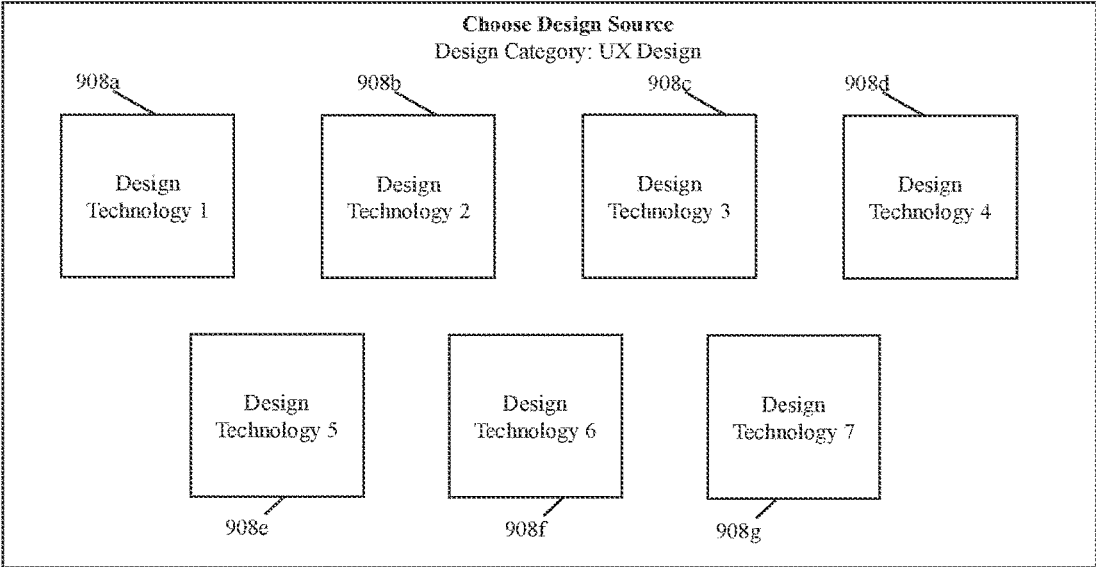 Choose Design Source
Design Category: UX Design
908a
908b
908c
908d
Design
Technology 1
Design
Technology 2
Design
Technology 3
Design
Technology 4
Design
Technology 5
Design
Technology 6
Design
Technology 7
908e
908f
908g